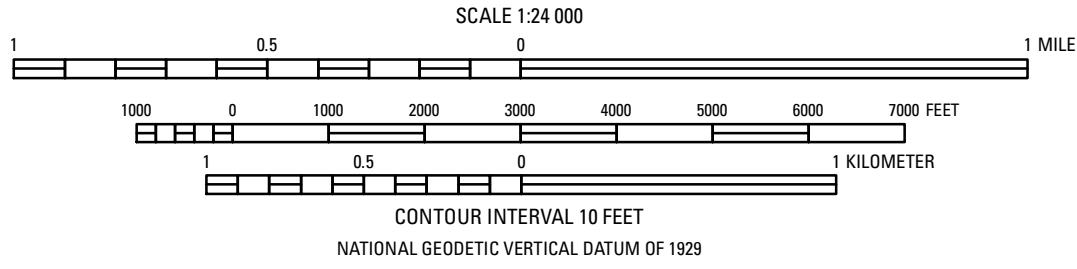 SCALE 1:24 000
1 0.5 0 1 MILE
1000 0 1000 2000 3000 4000 5000 6000 7000 FEET
1 0.5 0 1 KILOMETER
CONTOUR INTERVAL 10 FEET
NATIONAL GEODETIC VERTICAL DATUM OF 1929